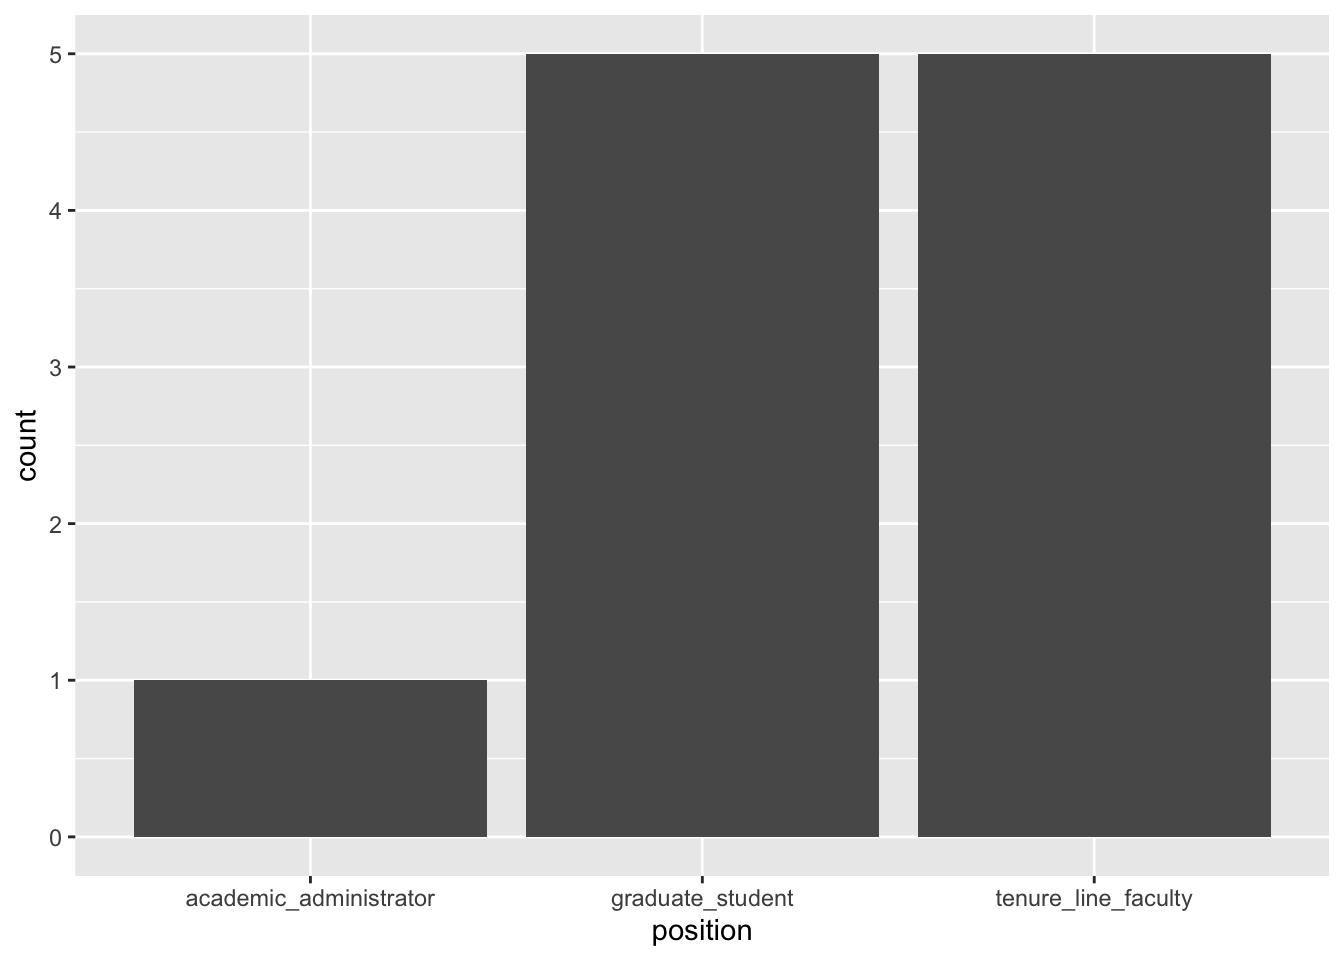 5
4
3
2
1
0
count
academic_administrator graduate_student tenure_line_faculty
position